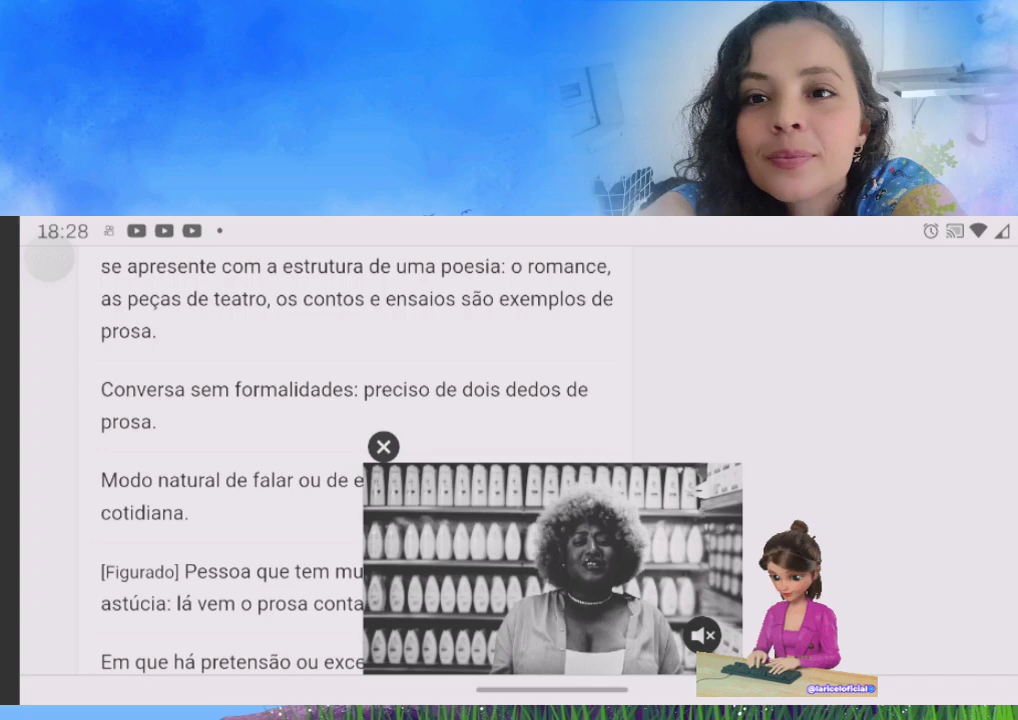 18:28
se apresente com a estrutura de uma poesia: o romance,
as peças de teatro, os contos e ensaios são exemplos de
prosa.
Conversa sem formalidades: preciso de dois dedos de
prosa.
Modo natural de falar ou de e
cotidiana.
[Figurado] Pessoa que tem mu
astúcia: lá vem o prosa conta
Em que há pretensão ou exce
@lariceloficial